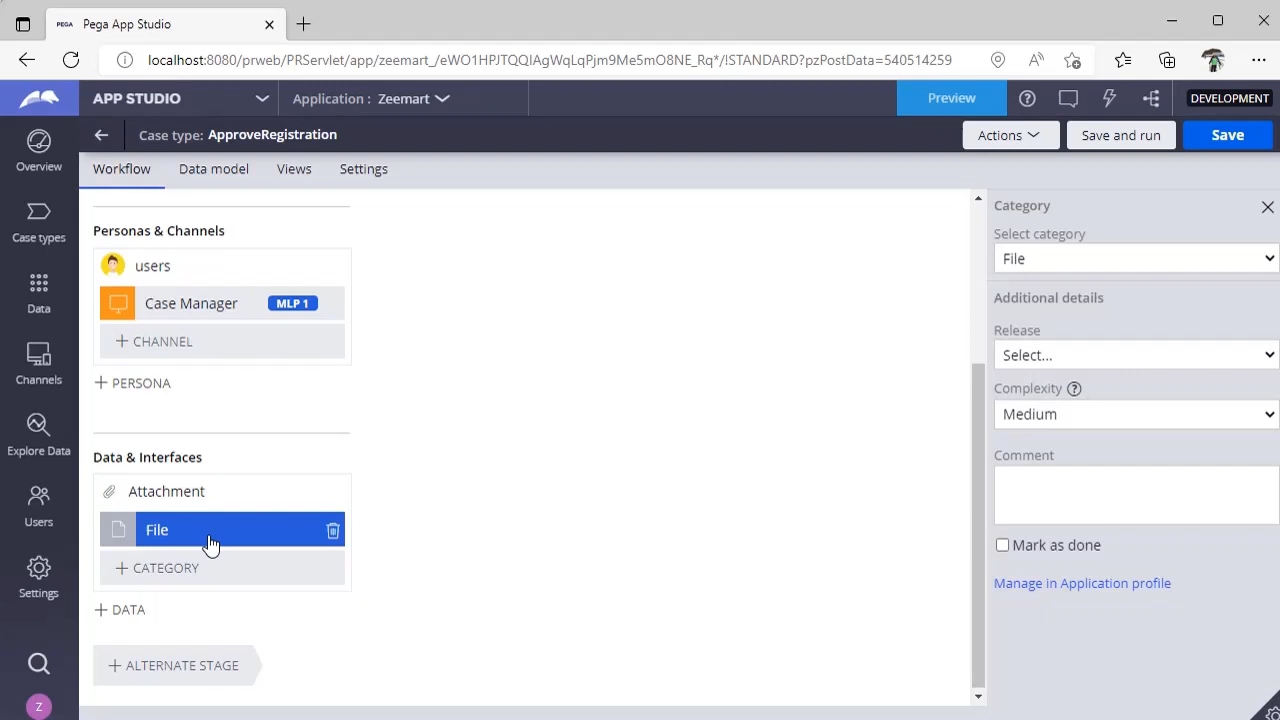 PEGA Pega App Studio
localhost:8080/prweb/PRServlet/app/zeemart_/eWO1HPJTQQIAgWqLqPjm9Me5mO8NE_Rq*/!STANDARD?pzPostData=540514259
APP STUDIO
Application : Zeemart
Preview
DEVELOPMENT
Case type: ApproveRegistration
Actions
Save and run
Save
Overview
Case types
Data
Channels
Explore Data
Users
Settings
Z
Workflow
Data model
Views
Settings
Personas & Channels
users
Case Manager
MLP 1
+ CHANNEL
+ PERSONA
Data & Interfaces
Attachment
File
+ CATEGORY
+ DATA
+ ALTERNATE STAGE
Category
Select category
File
Additional details
Release
Select...
Complexity ?
Medium
Comment
Mark as done
Manage in Application profile